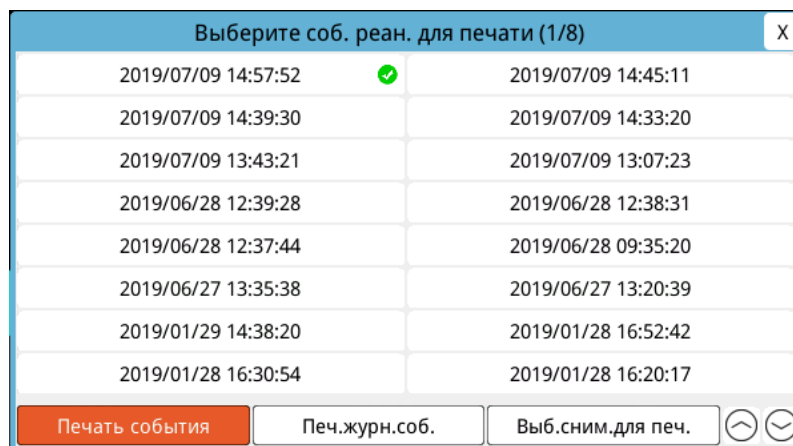 Выберите соб. реан. для печати (1/8) X
2019/07/09 14:57:52 2019/07/09 14:45:11
2019/07/09 14:39:30 2019/07/09 14:33:20
2019/07/09 13:43:21 2019/07/09 13:07:23
2019/06/28 12:39:28 2019/06/28 12:38:31
2019/06/28 12:37:44 2019/06/28 09:35:20
2019/06/27 13:35:38 2019/06/27 13:20:39
2019/01/29 14:38:20 2019/01/28 16:52:42
2019/01/28 16:30:54 2019/01/28 16:20:17
Печать события Печ.журн.соб. Выб.сним.для печ.